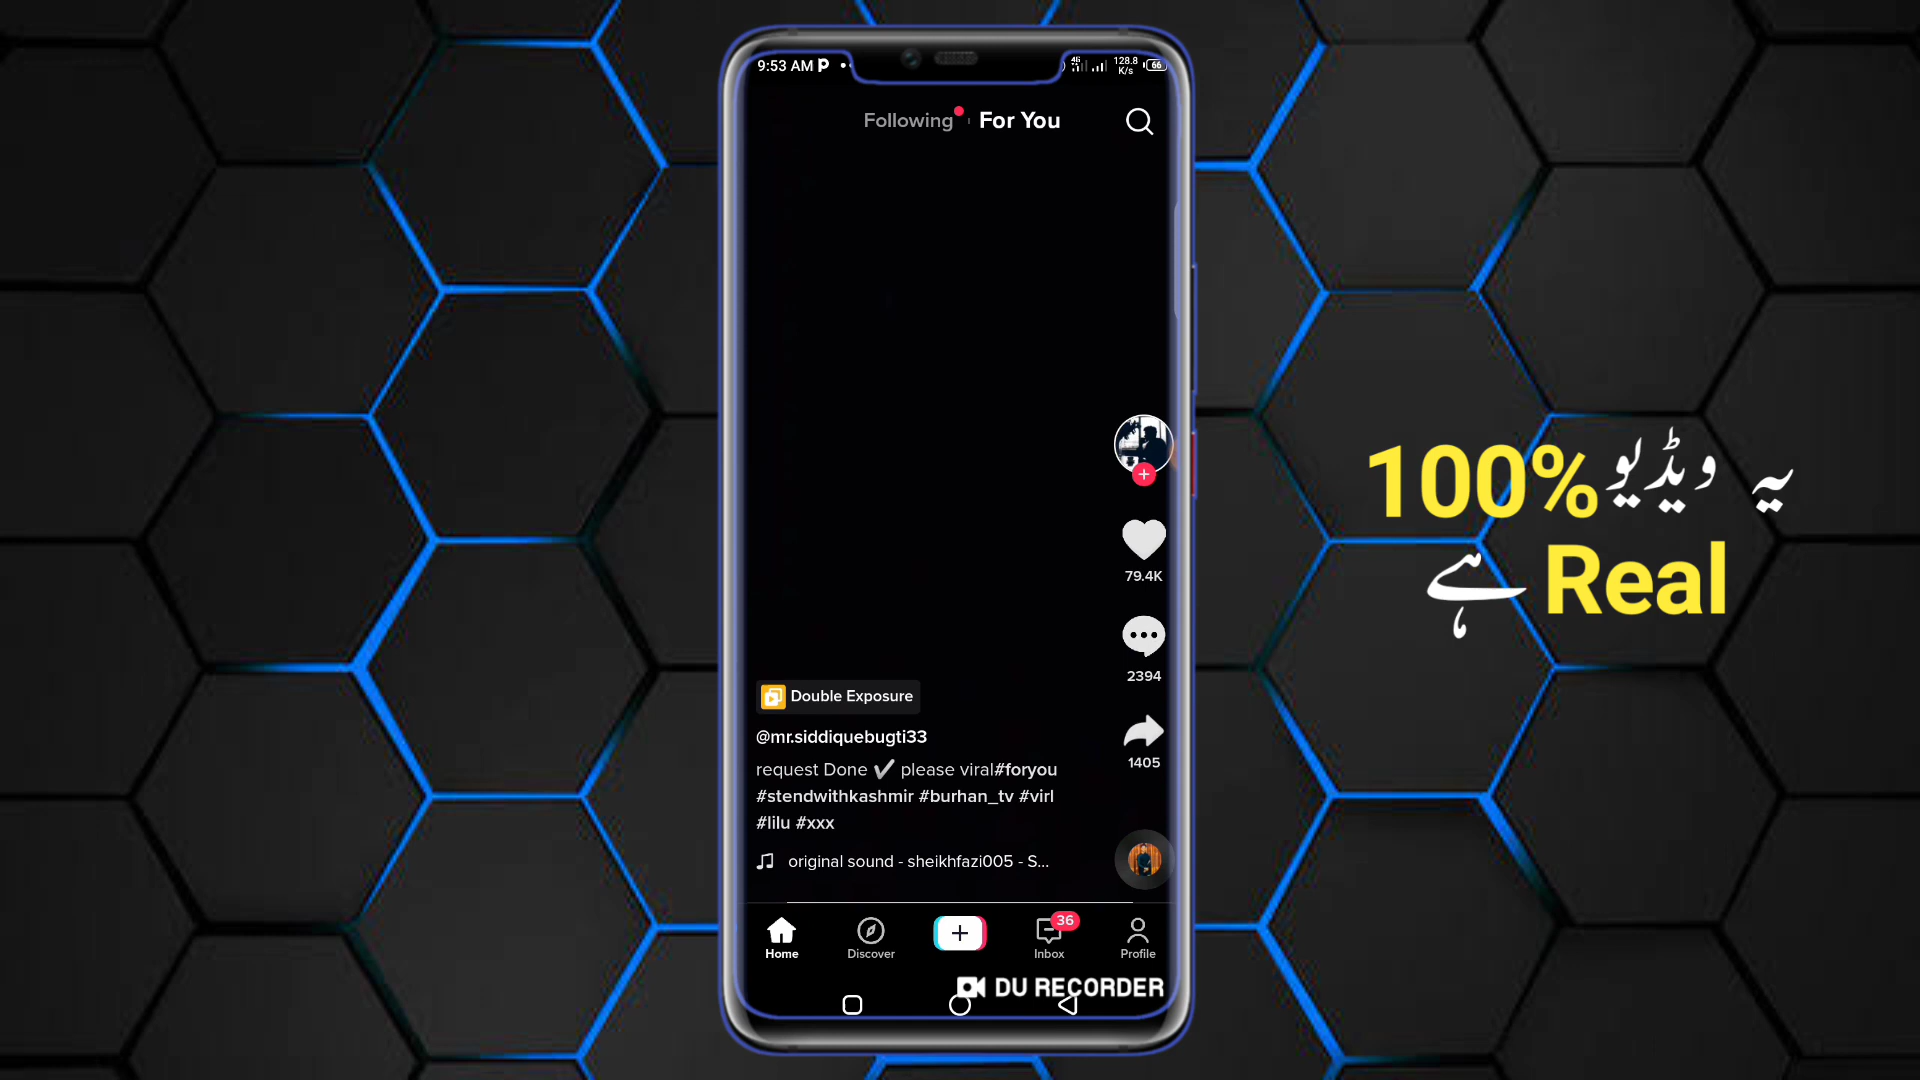 9:53 AM
4G
128.8
K/s
66
Following
For You
79.4K
2394
1405
Double Exposure
@mr.siddiquebugti33
request Done ✔️ please viral#foryou
#stendwithkashmir #burhan_tv #virl
#lilu #xxx
original sound - sheikhfazi005 - S...
Home
Discover
36
Inbox
Profile
DU RECORDER
یہ ویڈیو 100%
Real ہے